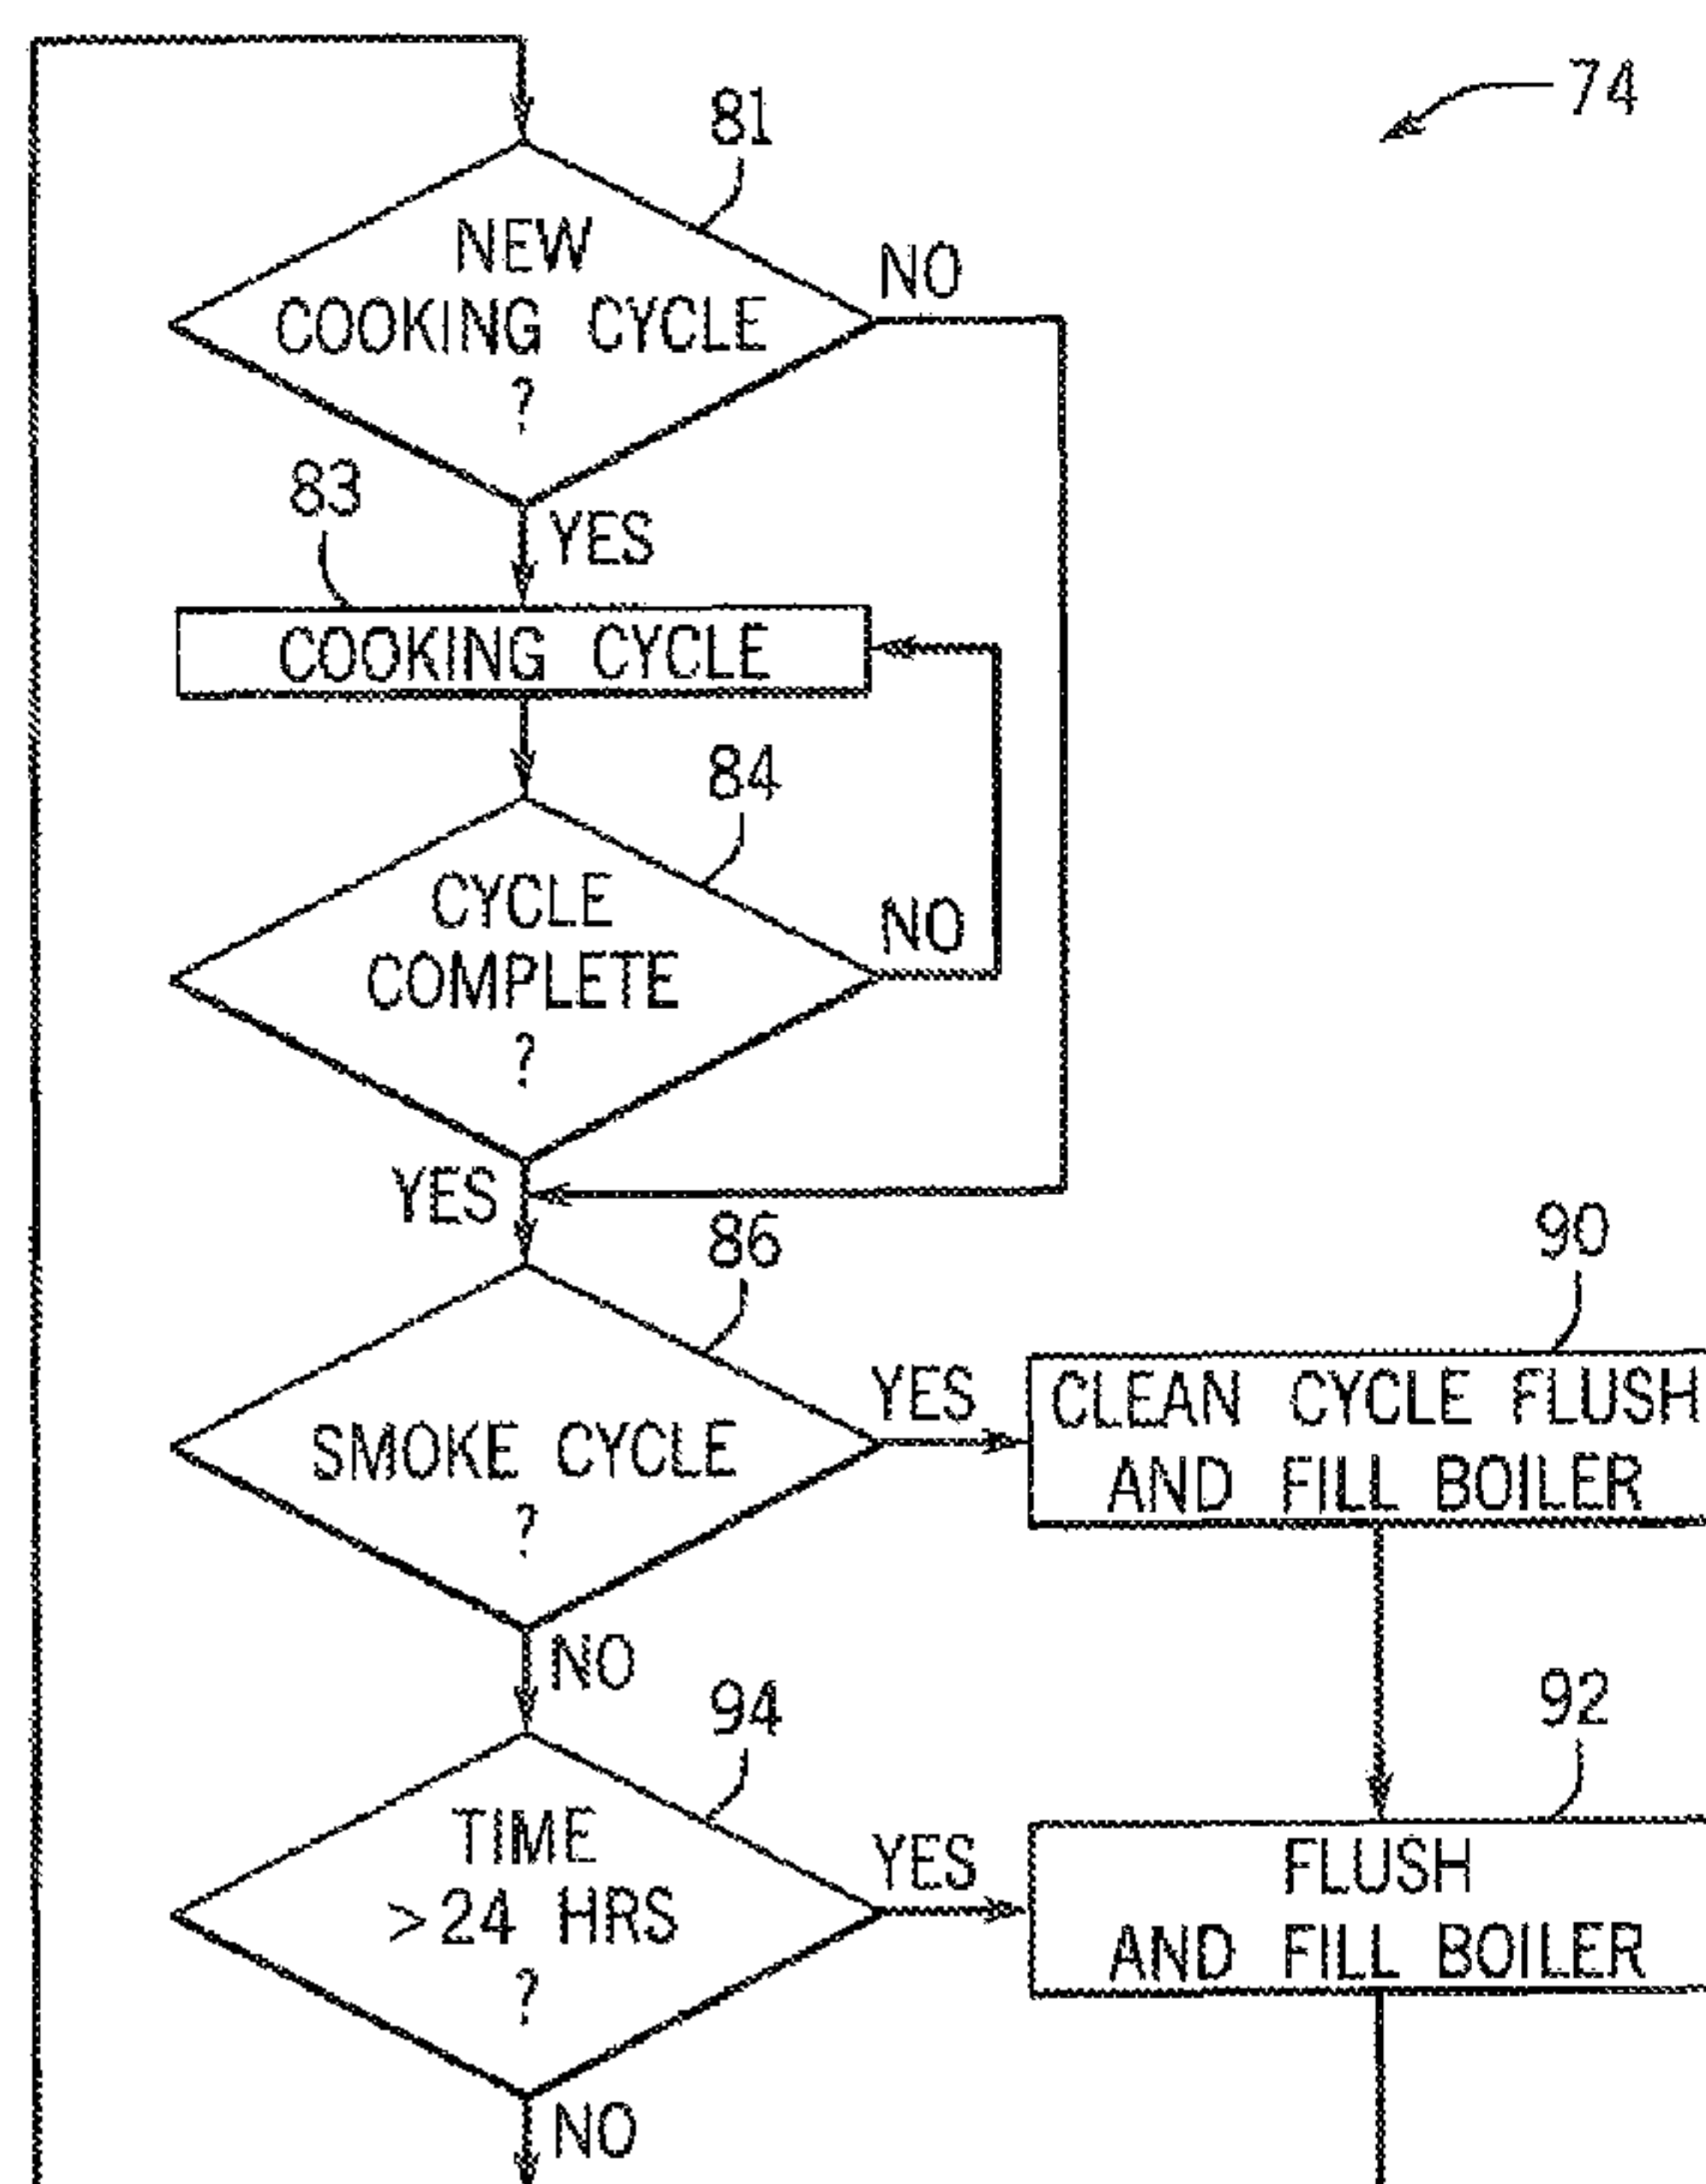 74
81
NEW
COOKING CYCLE
?
NO
YES
83
COOKING CYCLE
84
CYCLE
COMPLETE
?
NO
YES
86
SMOKE CYCLE
?
YES
90
CLEAN CYCLE FLUSH
AND FILL BOILER
NO
94
TIME
>24 HRS
?
YES
92
FLUSH
AND FILL BOILER
NO